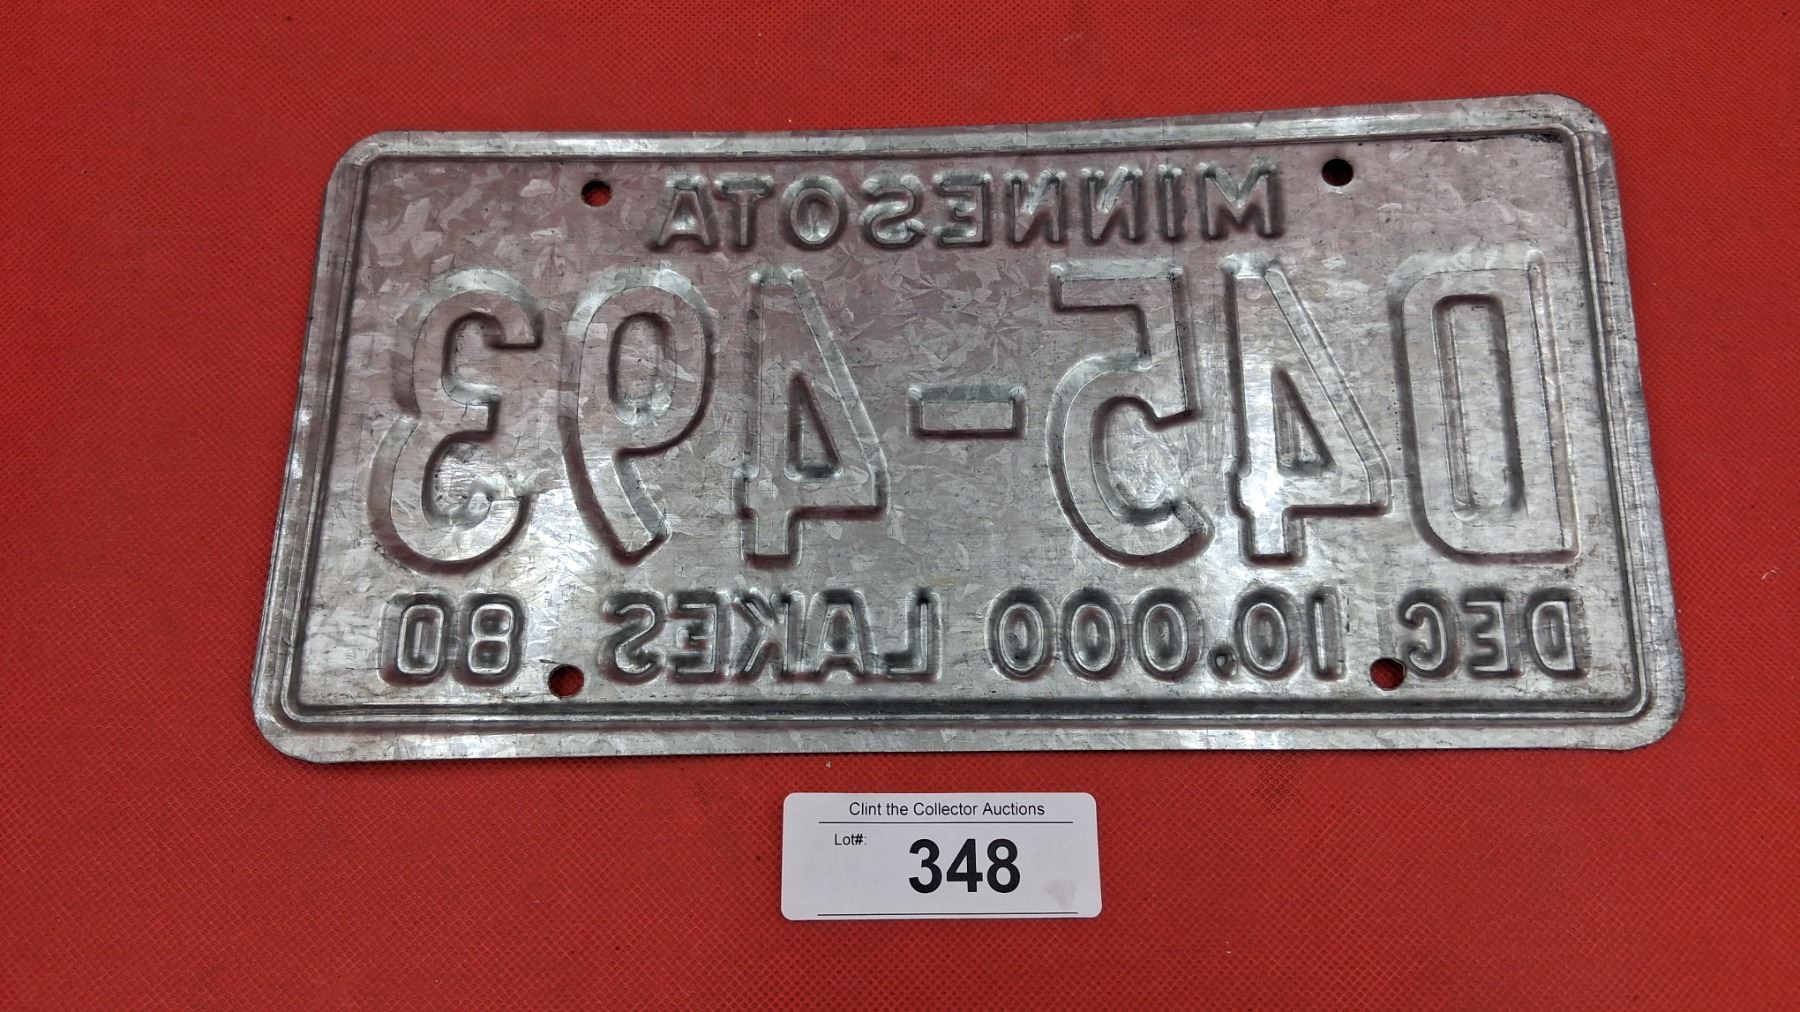 MINNESOTA
D45-493
DEC 10.000 LAKES 80
Clint the Collector Auctions
Lot#:
348